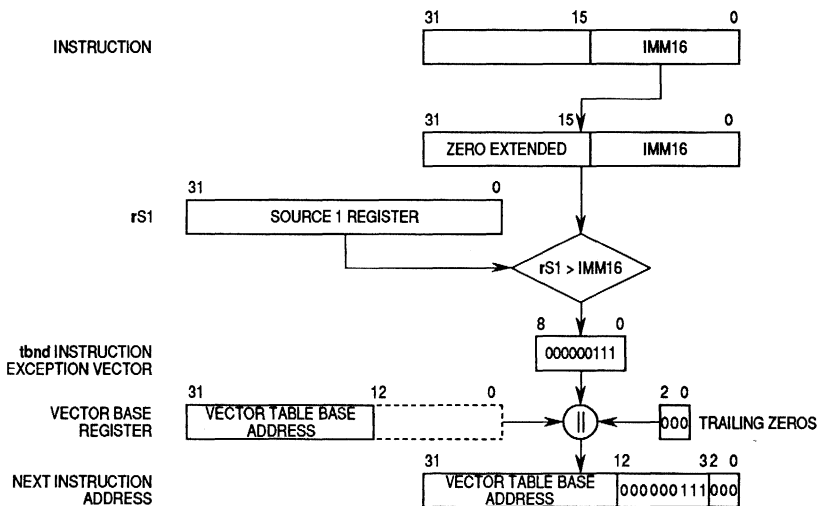 31 15 0
INSTRUCTION IMM16
31 15 0
ZERO EXTENDED IMM16
31 0
rS1 SOURCE 1 REGISTER
rS1 > IMM16
8 0
tbnd INSTRUCTION
EXCEPTION VECTOR
000000111
31 12 0 2 0
VECTOR BASE
REGISTER
VECTOR TABLE BASE
ADDRESS
||
000 TRAILING ZEROS
31 12 32 0
NEXT INSTRUCTION
ADDRESS
VECTOR TABLE BASE
ADDRESS
000000111 000